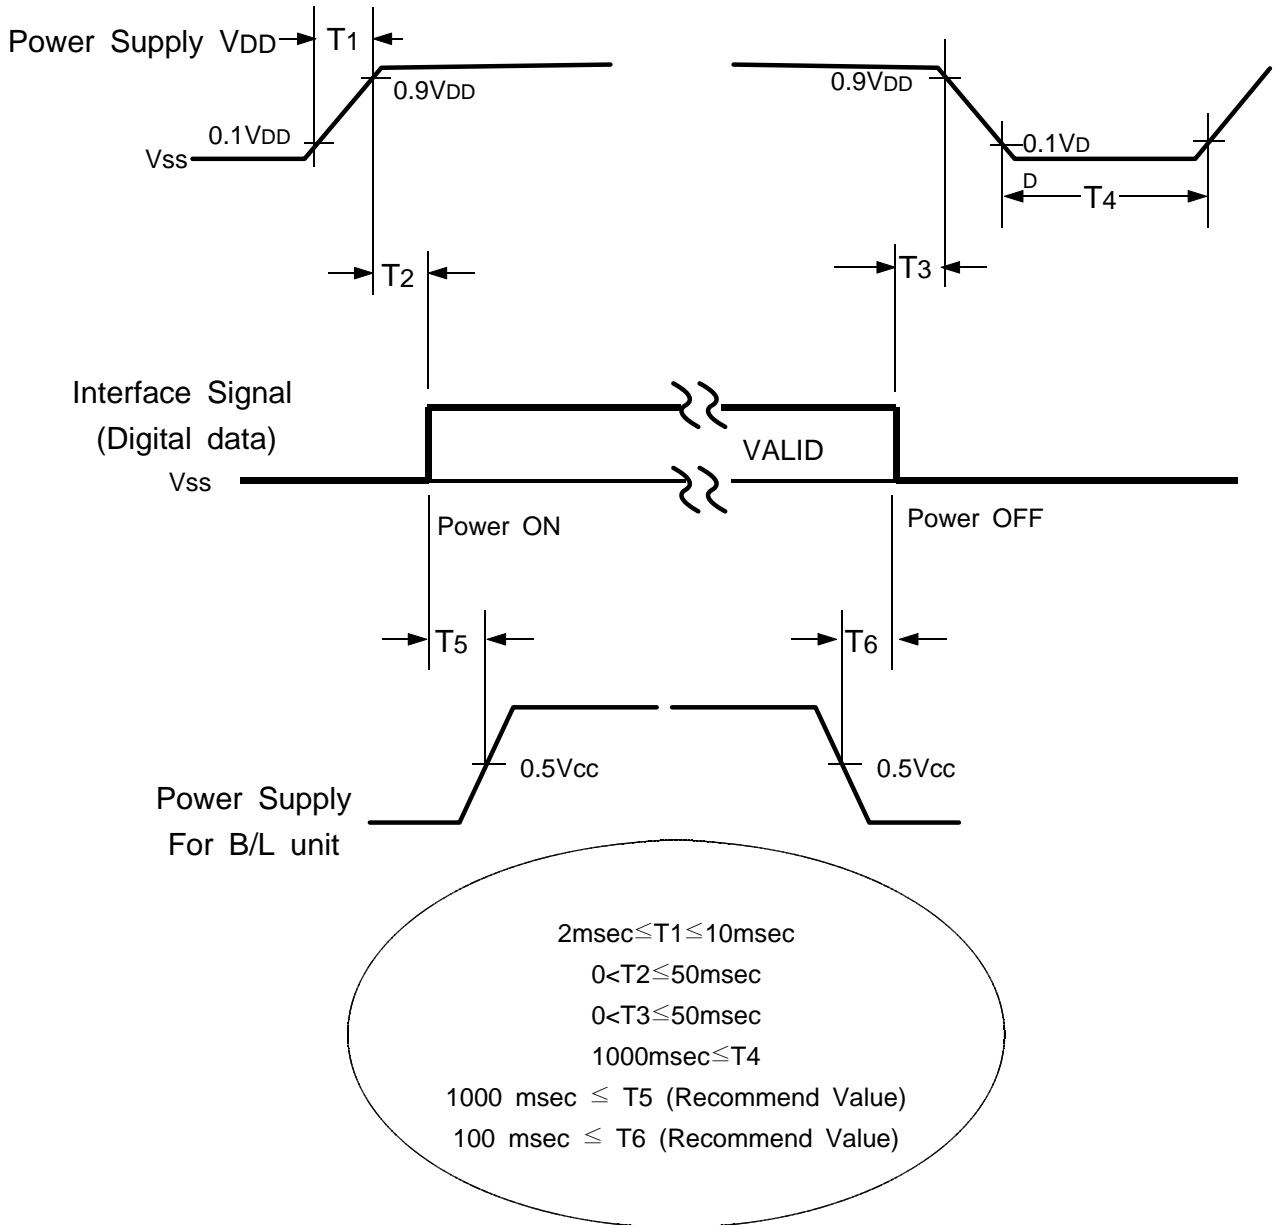 Power Supply VDD
T1
0.9VDD
0.1VDD
Vss
0.9VDD
0.1VD
D
T4
T2
T3
Interface Signal
(Digital data)
Vss
VALID
Power ON
Power OFF
T5
T6
0.5Vcc
0.5Vcc
Power Supply
For B/L unit
2msec≤T1≤10msec
0<T2≤50msec
0<T3≤50msec
1000msec≤T4
1000 msec ≤ T5 (Recommend Value)
100 msec ≤ T6 (Recommend Value)